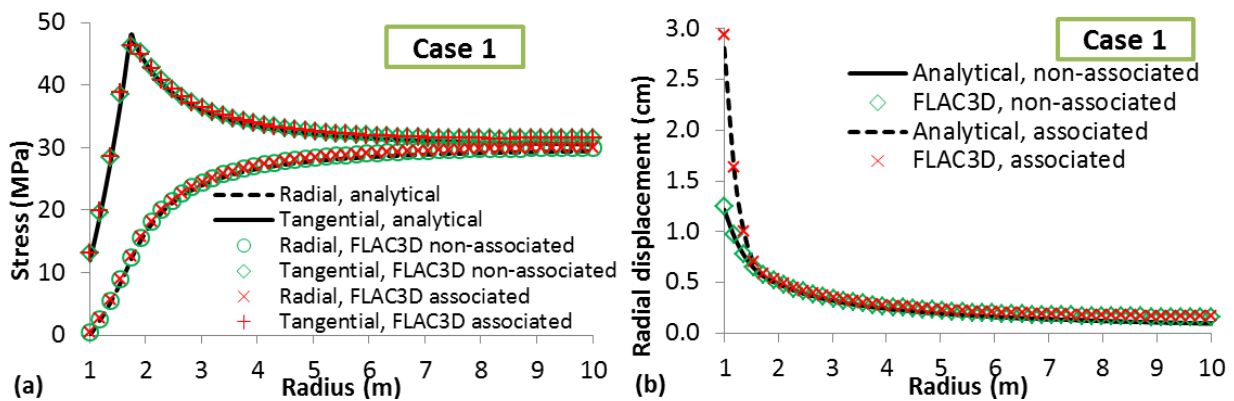 50
40
30
20
10
0
Stress (MPa)
Case 1
Radial, analytical
Tangential, analytical
Radial, FLAC3D non-associated
Tangential, FLAC3D non-associated
Radial, FLAC3D associated
Tangential, FLAC3D associated
1 2 3 4 5 6 7 8 9 10
(a)
Radius (m)
3.0
2.5
2.0
1.5
1.0
0.5
0.0
Radial displacement (cm)
Case 1
Analytical, non-associated
FLAC3D, non-associated
Analytical, associated
FLAC3D, associated
1 2 3 4 5 6 7 8 9 10
(b)
Radius (m)